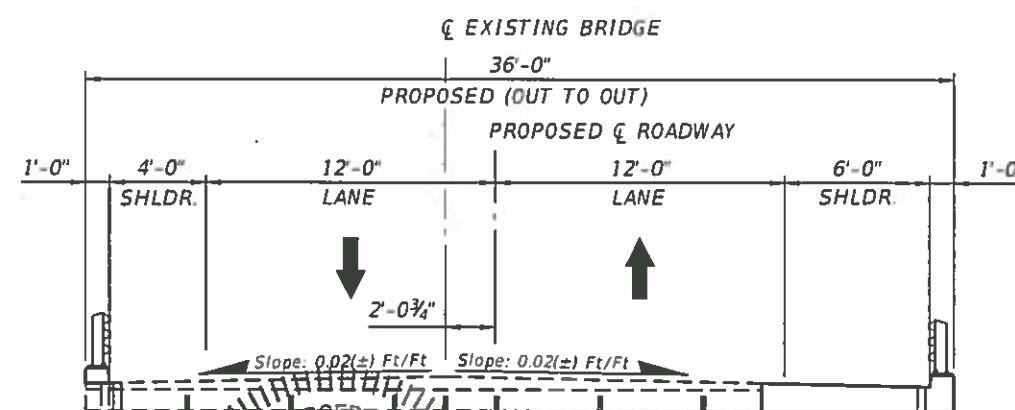 ℄ EXISTING BRIDGE
36'-0"
PROPOSED (OUT TO OUT)
PROPOSED ℄ ROADWAY
1'-0" 4'-0" 12'-0" 12'-0" 6'-0" 1'-0
SHLDR. LANE LANE SHLDR.
2'-0¾"
Slope: 0.02(±) Ft/Ft Slope: 0.02(±) Ft/Ft